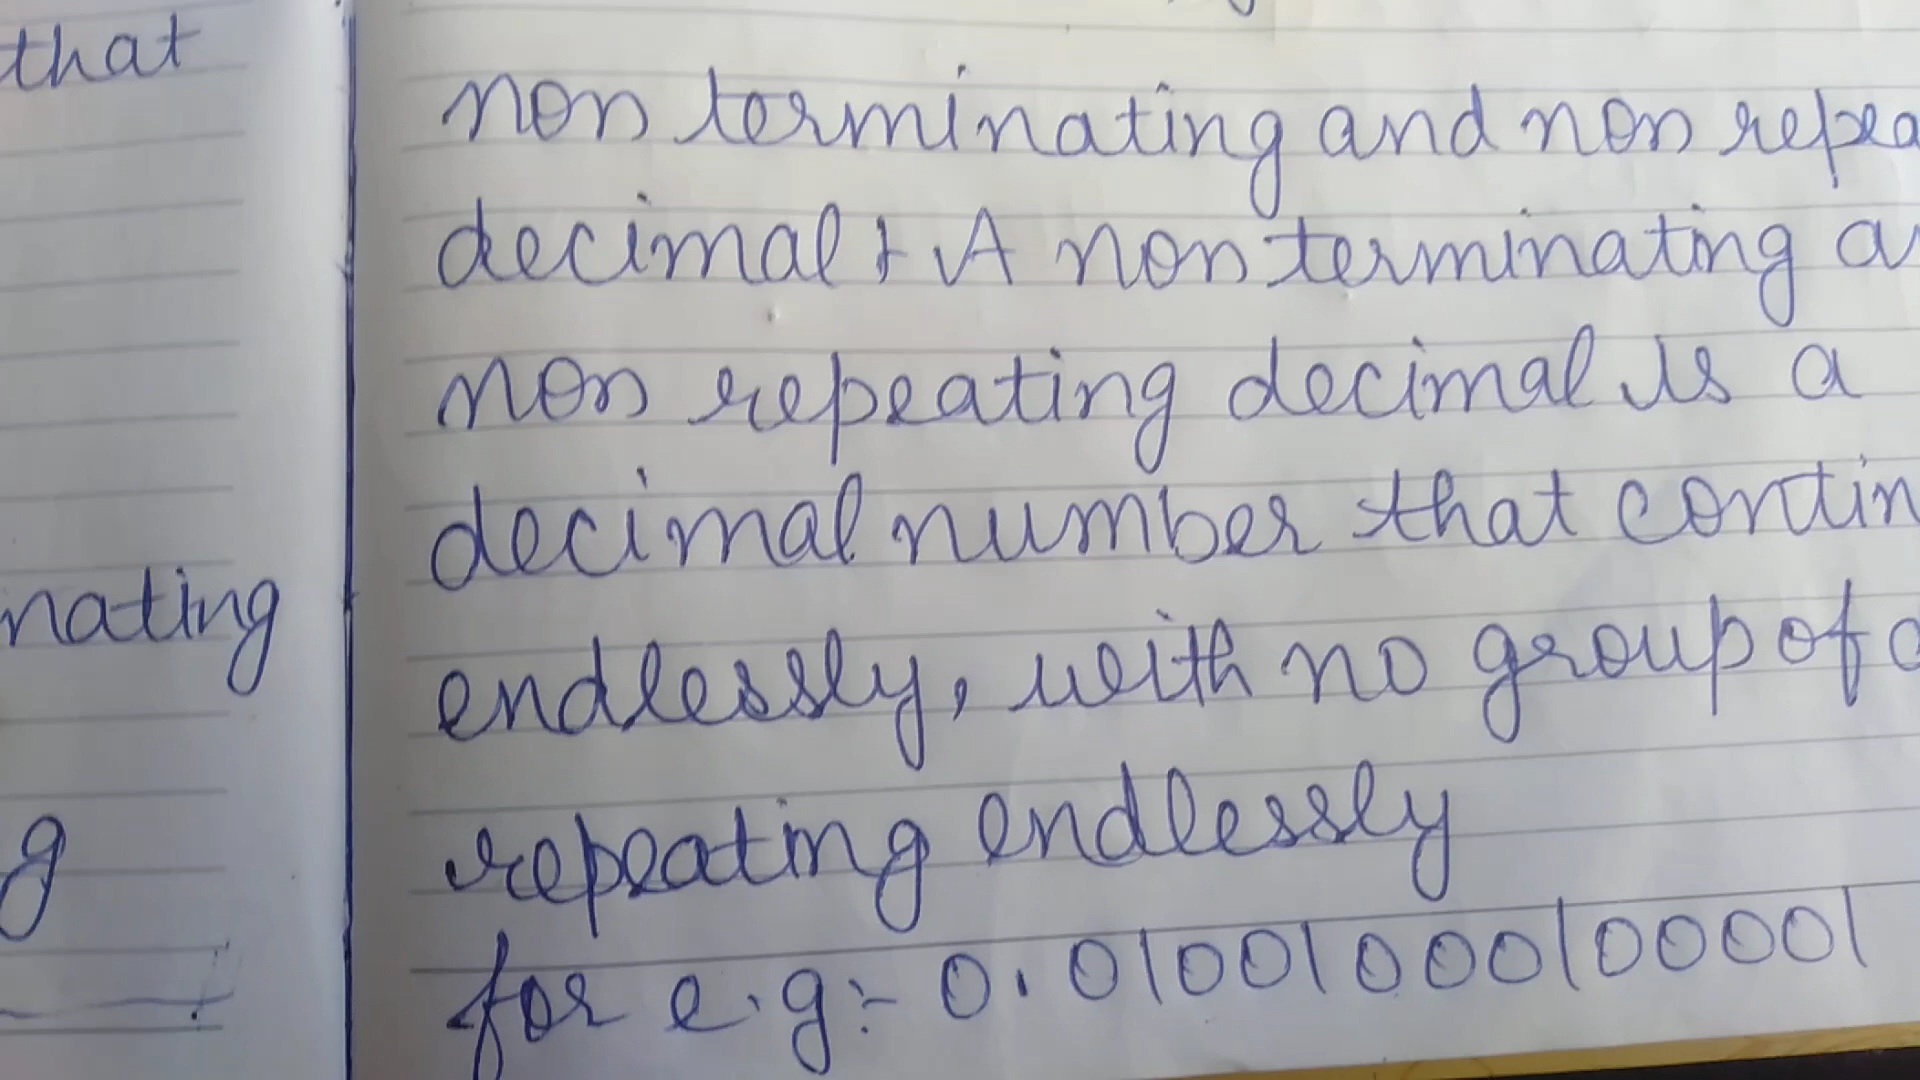 that
nating
g
non terminating and non repea
decimal :- A non terminating a
non repeating decimal is a
decimal number that contin
endlessly, with no group of
repeating endlessly
for e.g :- 0.01001000100001